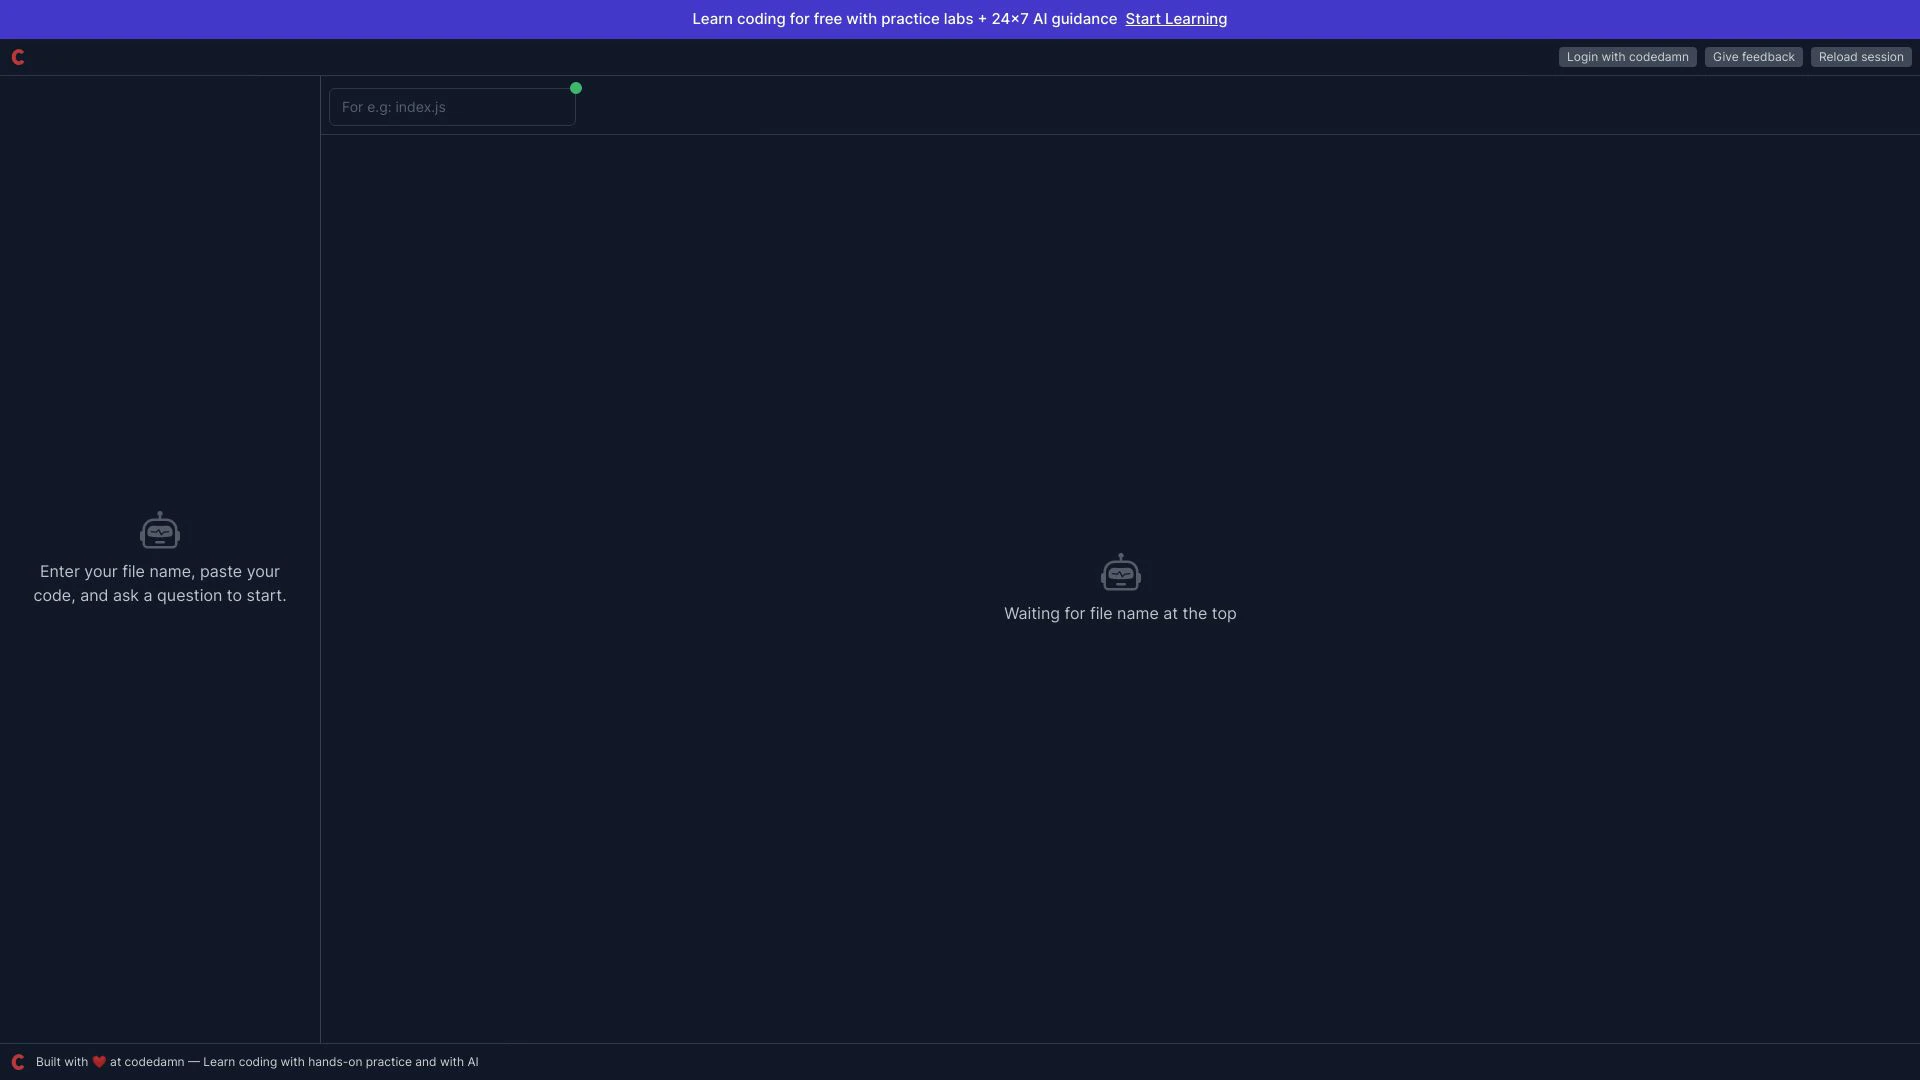 Learn coding for free with practice labs + 24×7 AI guidance Start Learning
Login with codedamn
Give feedback
Reload session
For e.g: index.js
Enter your file name, paste your
code, and ask a question to start.
Waiting for file name at the top
Built with ❤️ at codedamn — Learn coding with hands-on practice and with AI